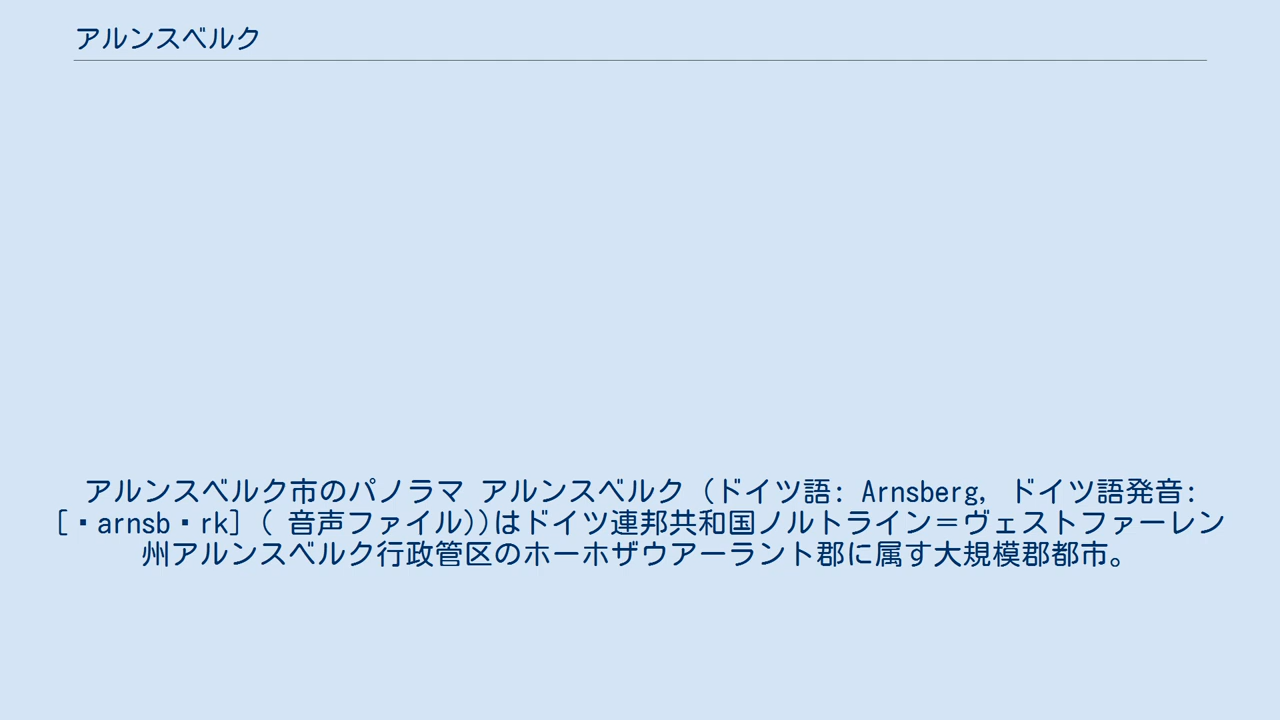 アルンスベルク
アルンスベルク市のパノラマ アルンスベルク (ドイツ語: Arnsberg, ドイツ語発音:
[・arnsb・rk] ( 音声ファイル))はドイツ連邦共和国ノルトライン＝ヴェストファーレン
州アルンスベルク行政管区のホーホザウアーラント郡に属す大規模郡都市。